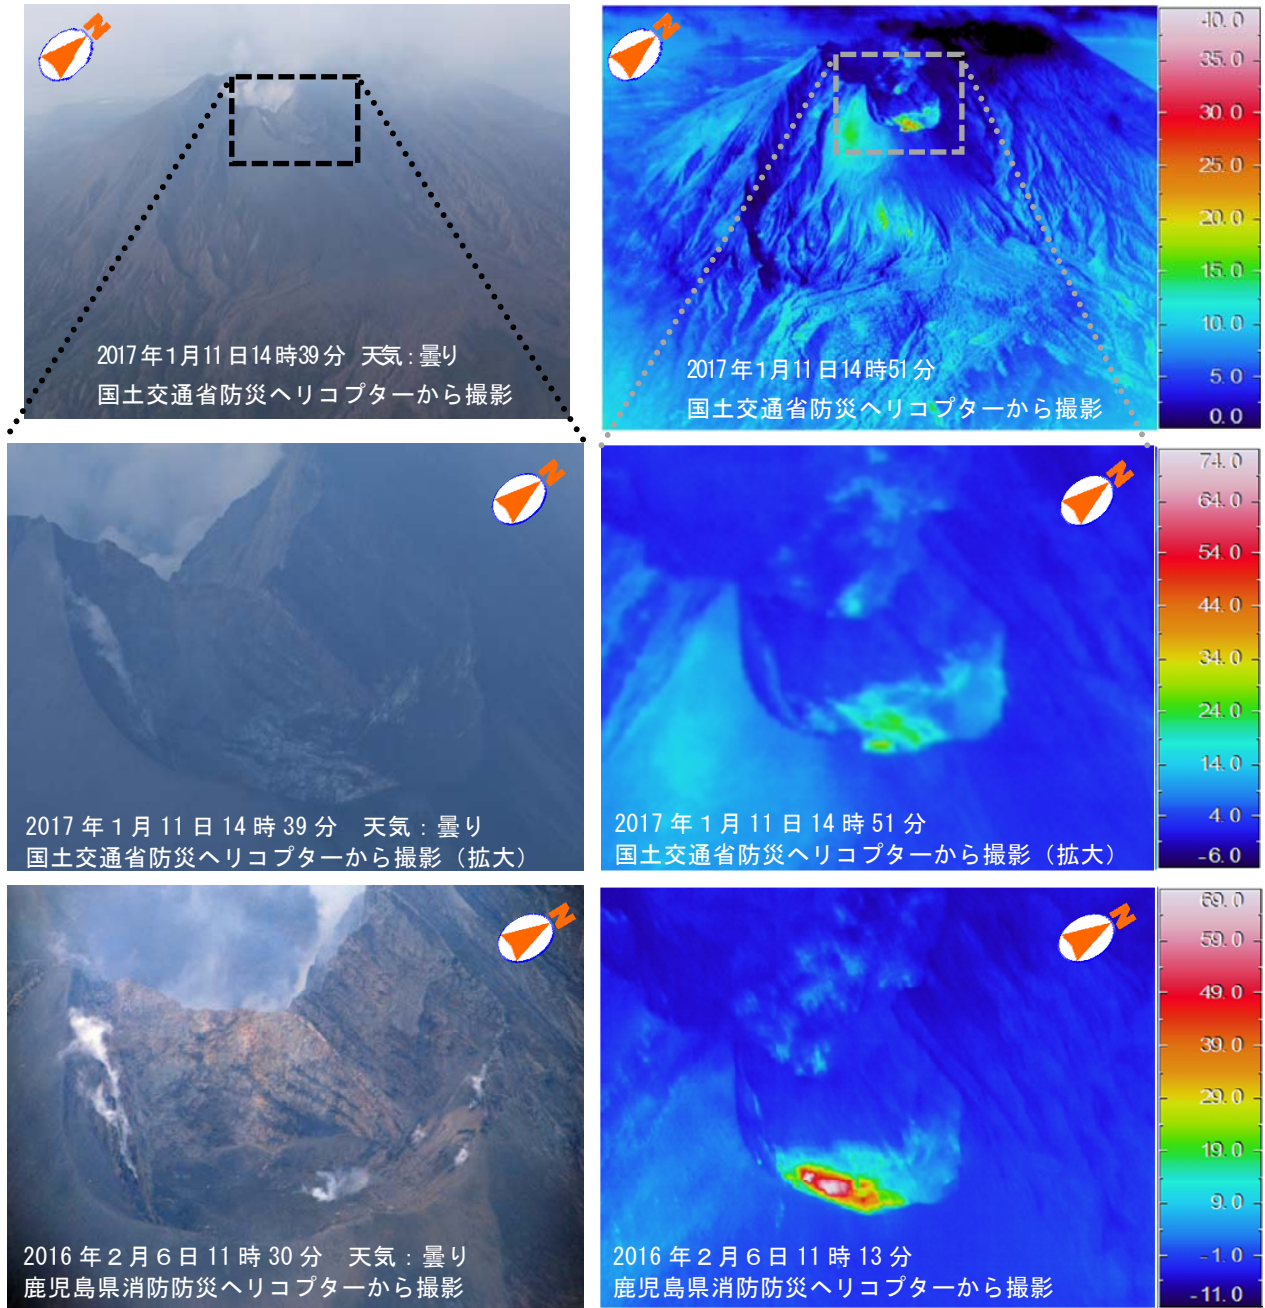 N
N
40.0
35.0
30.0
25.0
20.0
15.0
10.0
5.0
0.0
2017年1月11日14時39分 天気:曇り
国土交通省防災ヘリコプターから撮影
2017年1月11日14時51分
国土交通省防災ヘリコプターから撮影
N
N
74.0
64.0
54.0
44.0
34.0
24.0
14.0
4.0
-6.0
2017年1月11日14時39分 天気:曇り
国土交通省防災ヘリコプターから撮影(拡大)
2017年1月11日14時51分
国土交通省防災ヘリコプターから撮影(拡大)
N
N
69.0
59.0
49.0
39.0
29.0
19.0
9.0
-1.0
-11.0
2016年2月6日11時30分 天気:曇り
鹿児島県消防防災ヘリコプターから撮影
2016年2月6日11時13分
鹿児島県消防防災ヘリコプターから撮影